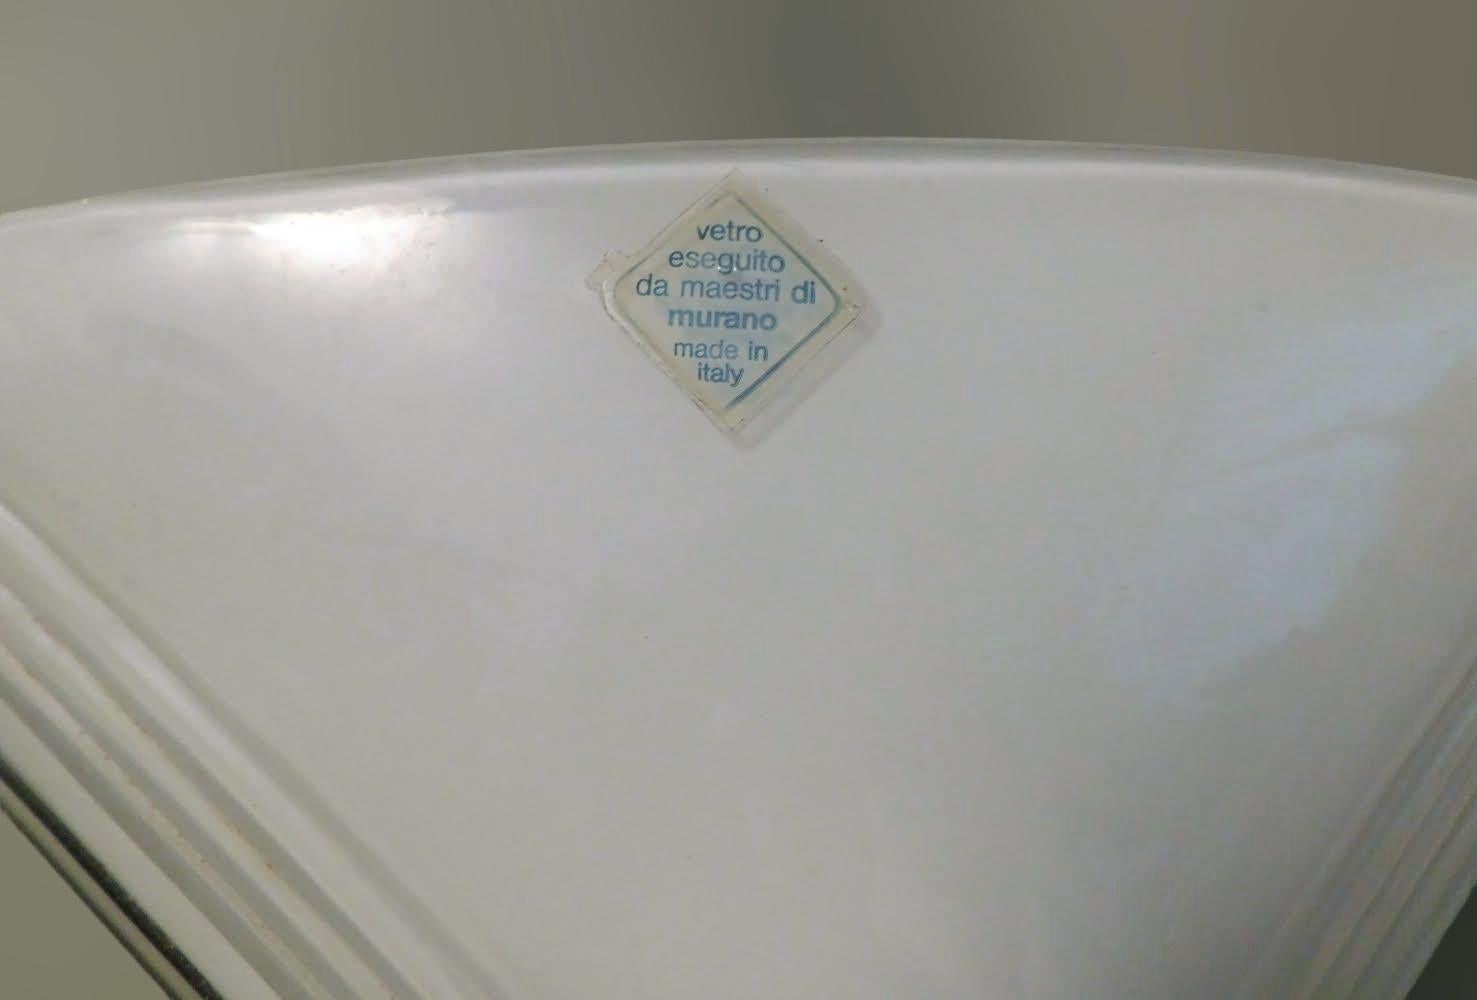 vetro
eseguito
da maestri di
murano
made in
italy